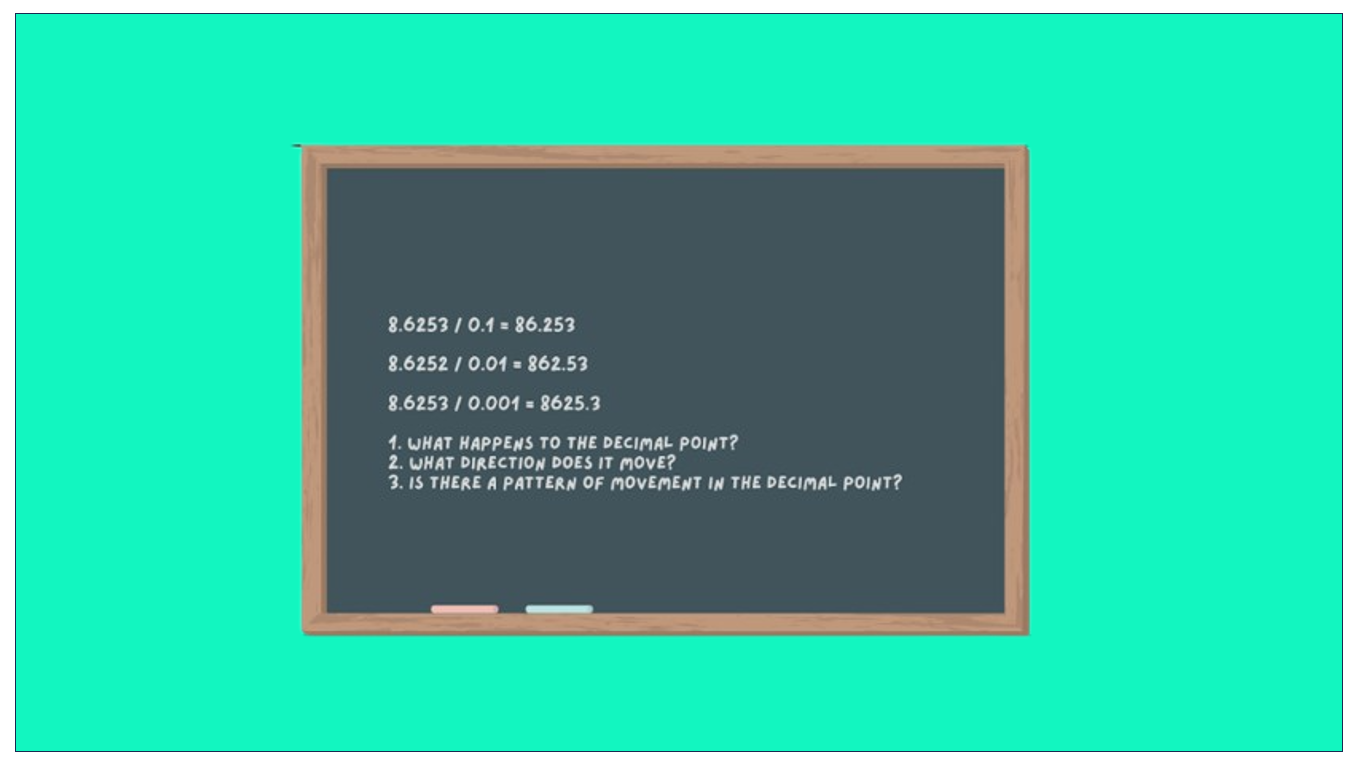 8.6253 / 0.1 = 86.253
8.6252 / 0.01 = 862.53
8.6253 / 0.001 = 8625.3
1. WHAT HAPPENS TO THE DECIMAL POINT?
2. WHAT DIRECTION DOES IT MOVE?
3. IS THERE A PATTERN OF MOVEMENT IN THE DECIMAL POINT?